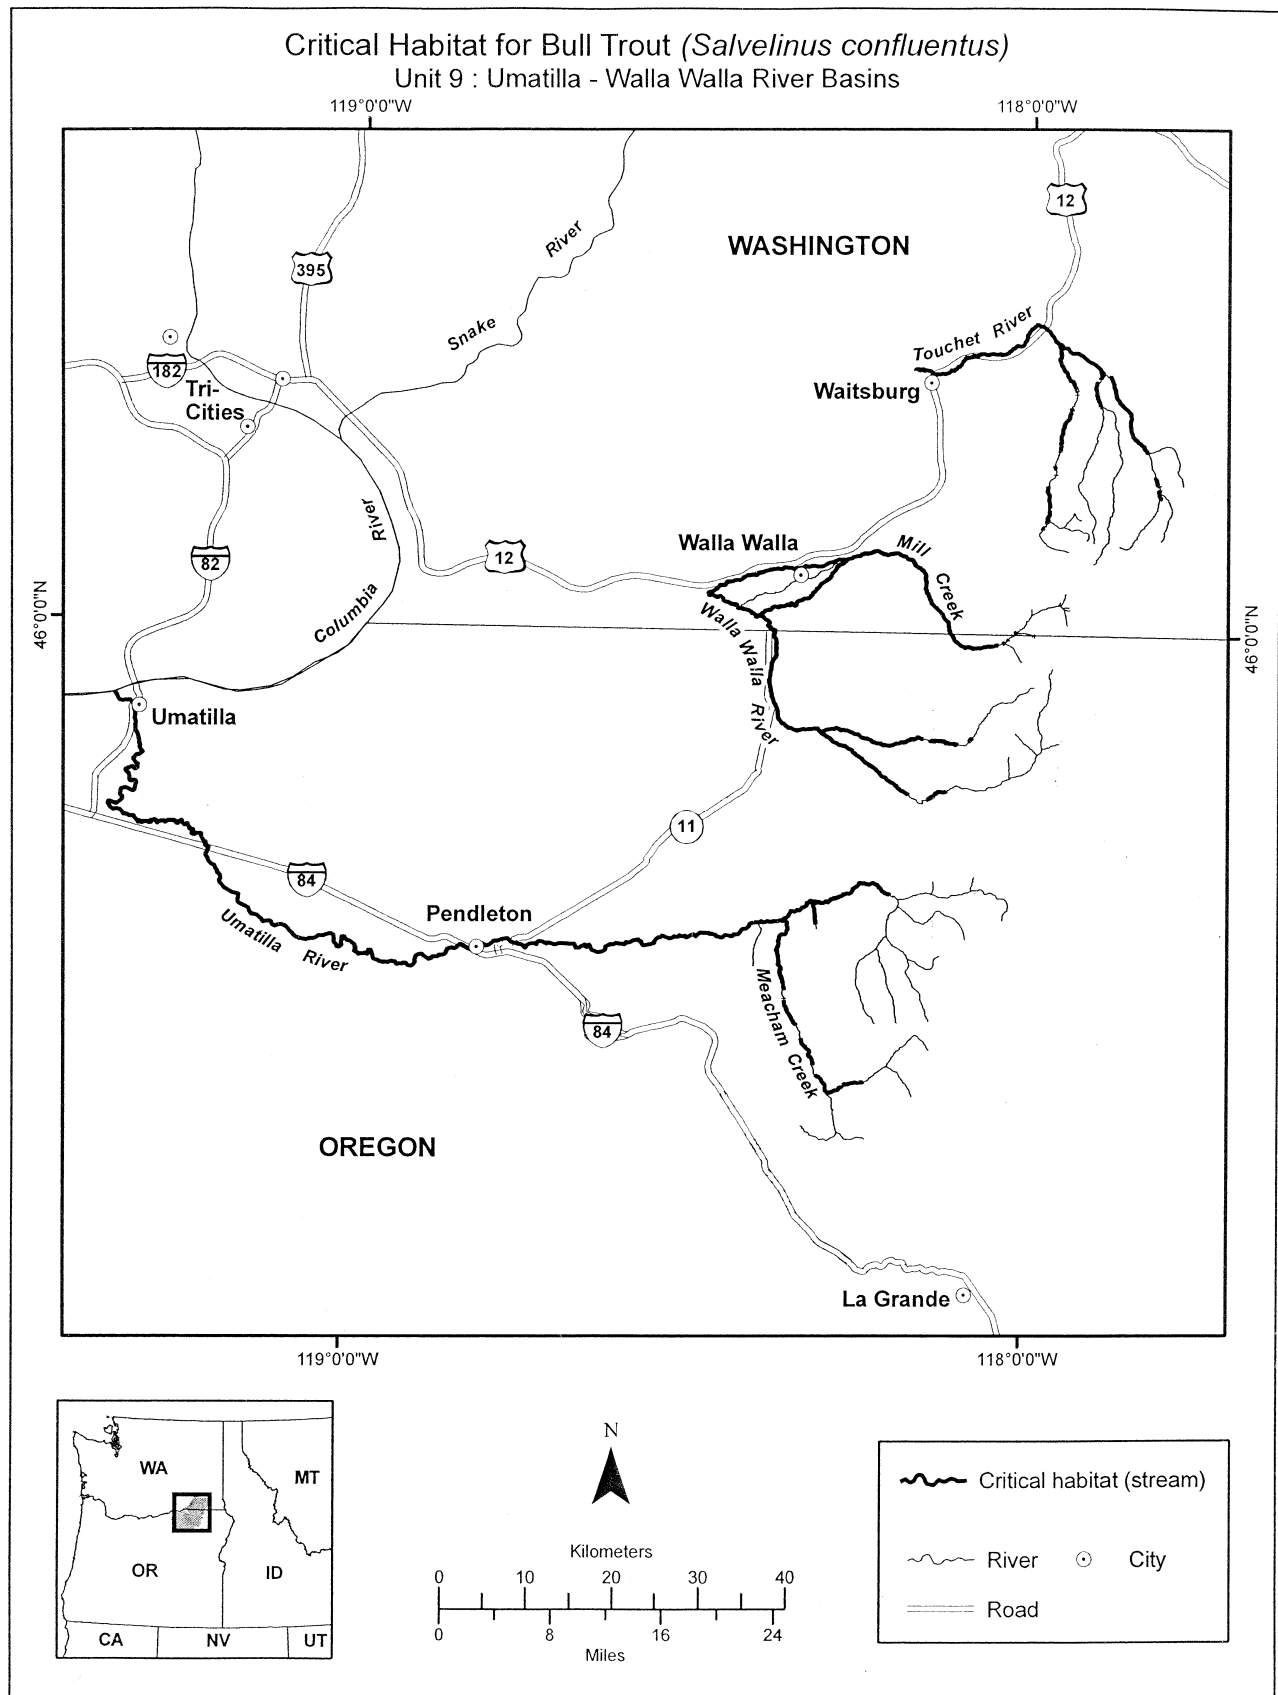 Critical Habitat for Bull Trout (Salvelinus confluentus)
Unit 9 : Umatilla - Walla Walla River Basins
119°0'0"W
118°0'0"W
12
WASHINGTON
River
395
Snake
Touchet River
182
Tri-
Cities
Waitsburg
River
Walla Walla
Mill
12
82
Creek
Columbia
46°0'0"N
46°0'0"N
Walla Walla
River
Umatilla
11
84
Pendleton
Umatilla River
Meacham Creek
84
OREGON
La Grande
119°0'0"W
118°0'0"W
WA
MT
OR
ID
CA
NV
UT
N
Kilometers
0 10 20 30 40
0 8 16 24
Miles
Critical habitat (stream)
River
City
Road